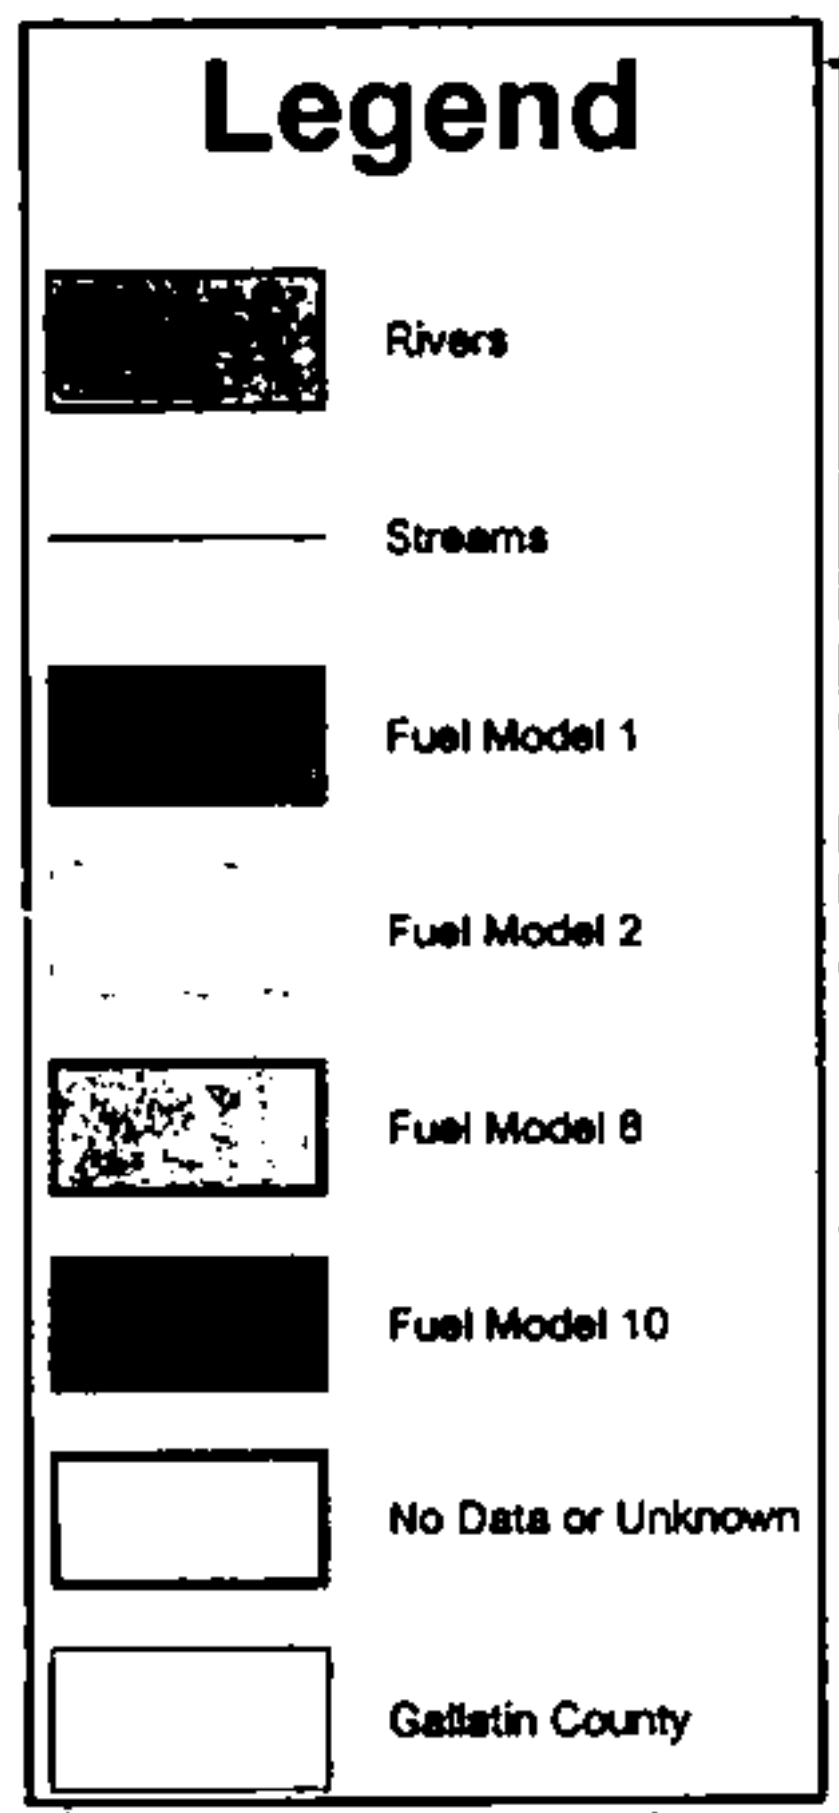 Legend
Rivers
Streams
Fuel Model 1
Fuel Model 2
Fuel Model 8
Fuel Model 10
No Data or Unknown
Gallatin County